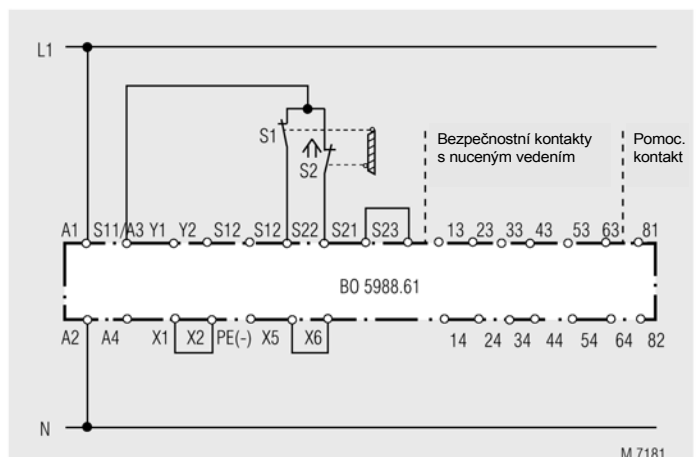 L1
S1
S2
Bezpečnostní kontakty
s nuceným vedením
Pomoc.
kontakt
A1 S11/A3 Y1 Y2 S12 S12 S22 S21 S23 13 23 33 43 53 63 81
BO 5988.61
A2 A4 X1 X2 PE(-) X5 X6 14 24 34 44 54 64 82
N
M 7181